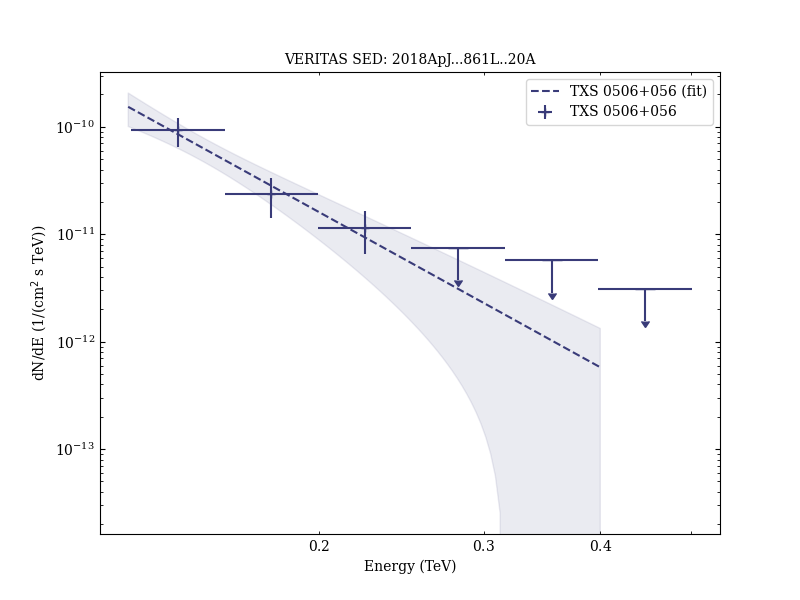 VERITAS SED: 2018ApJ...861L..20A
TXS 0506+056 (fit)
TXS 0506+056
dN/dE (1/(cm² s TeV))
10⁻¹⁰
10⁻¹¹
10⁻¹²
10⁻¹³
0.2 0.3 0.4
Energy (TeV)